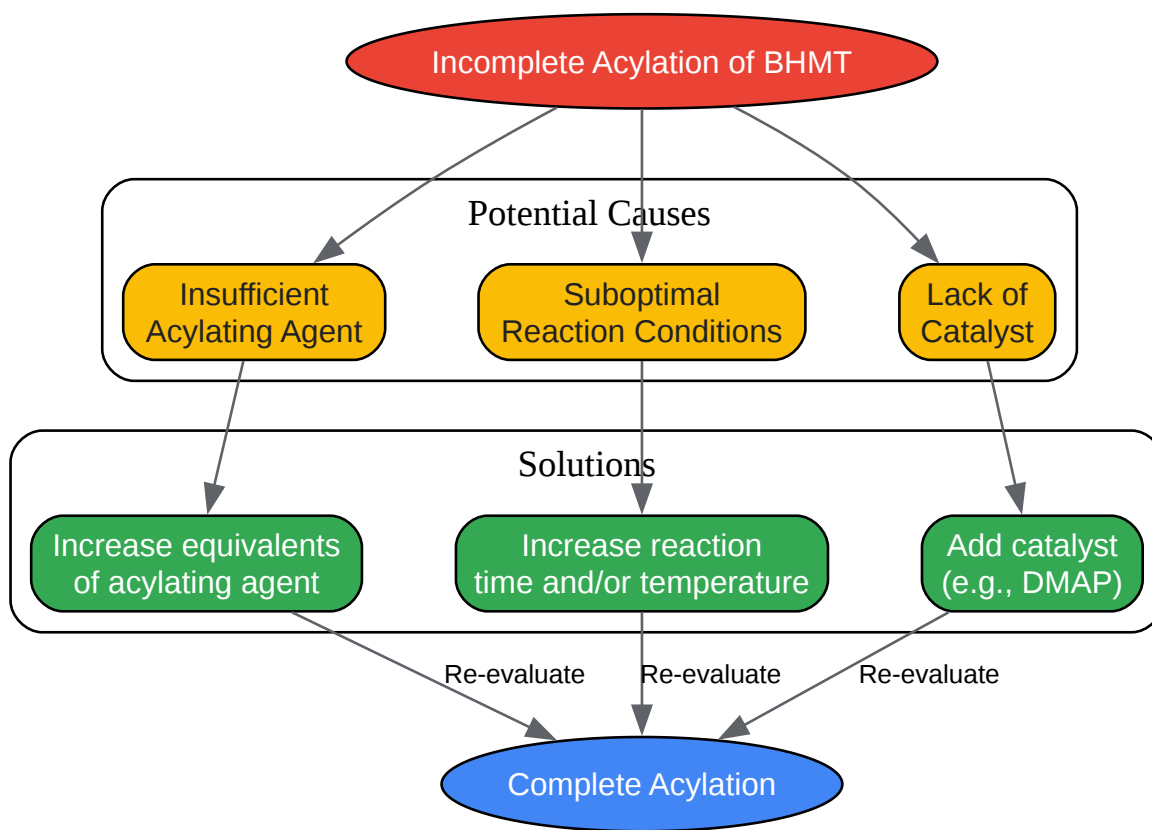 Incomplete Acylation of BHMT
Potential Causes
Insufficient
Acylating Agent
Suboptimal
Reaction Conditions
Lack of
Catalyst
Solutions
Increase equivalents
of acylating agent
Increase reaction
time and/or temperature
Add catalyst
(e.g., DMAP)
Re-evaluate
Re-evaluate
Re-evaluate
Complete Acylation